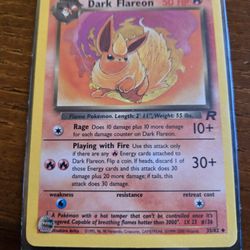 Dark Flareon 50 HP
Flame Pokémon. Length: 2' 11", Weight: 55 lbs.
Rage Does 10 damage plus 10 more damage
for each damage counter on Dark Flareon.
10+
Playing with Fire Use this attack
only if there are any Energy cards attached to
Dark Flareon. Flip a coin. If heads, discard 1 of
those Energy cards and this attack does 30
damage plus 20 more damage. If tails, this attack
does 30 damage.
30+
weakness
resistance
retreat cost
A Pokémon with a hot temper that can't be controlled once it's
triggered. Capable of breathing flames hotter than 3000°. LV. 23 #136
35/82